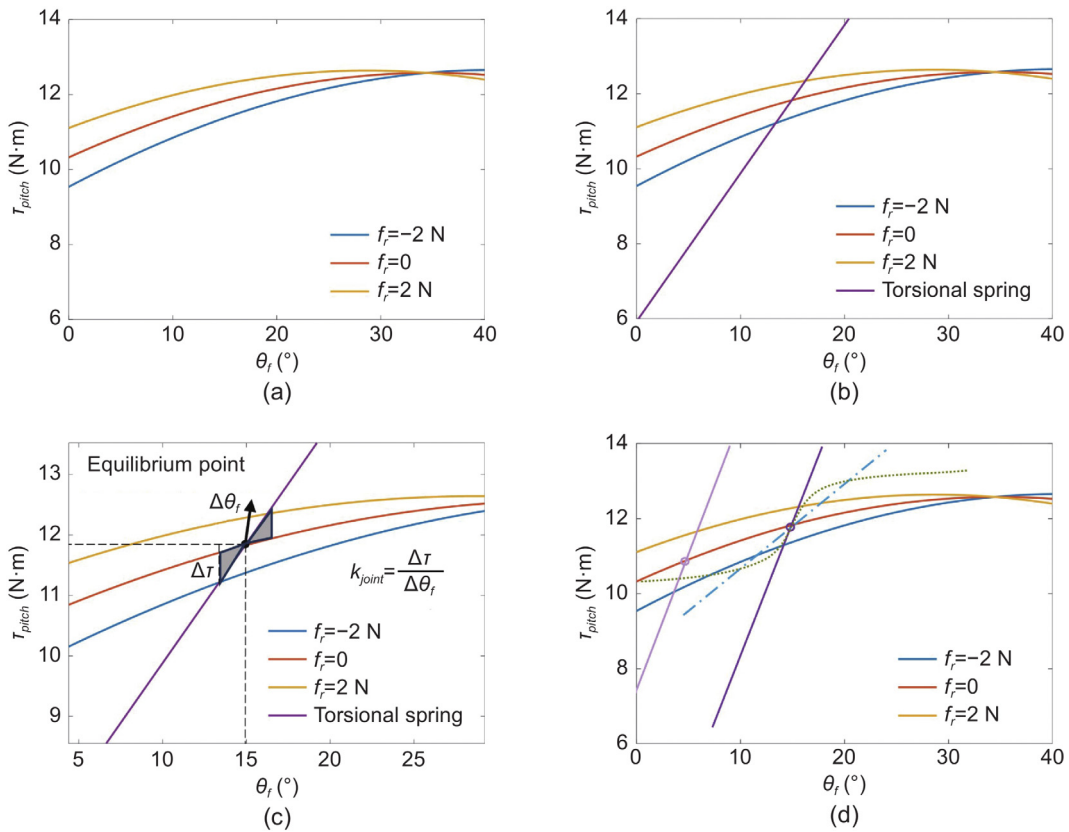 14
12
10
8
6
τpitch (N·m)
0
10
20
30
40
θf (°)
fr=−2 N
fr=0
fr=2 N
(a)
14
12
10
8
6
τpitch (N·m)
0
10
20
30
40
θf (°)
fr=−2 N
fr=0
fr=2 N
Torsional spring
(b)
13
12
11
10
9
τpitch (N·m)
5
10
15
20
25
θf (°)
Equilibrium point
Δθf
Δτ
kjoint=Δτ/Δθf
fr=−2 N
fr=0
fr=2 N
Torsional spring
(c)
14
12
10
8
6
τpitch (N·m)
0
10
20
30
40
θf (°)
fr=−2 N
fr=0
fr=2 N
(d)